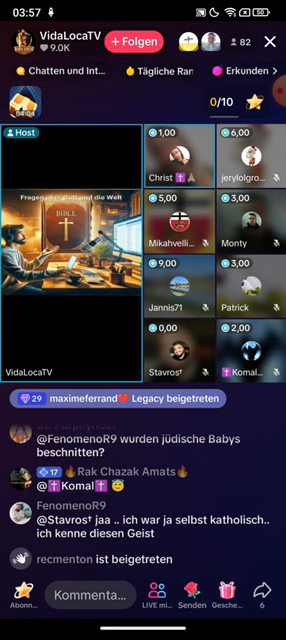 03:57
50
VidaLocaTV
9.0K
+ Folgen
82
Chatten und Int...
Tägliche Ran
Erkunden >
04:04
0/10
Host
1,00
6,00
Christ ✝️🙏🏽
jerylolgro...
Fragen über Gott und die Welt
BIBLE
5,00
3,00
Mikahvelli...
Monty
9,00
3,00
Jannis71
Patrick
0,00
2,00
VidaLocaTV
Stavros†
✝️Komal...
29 maximeferrand❤️ Legacy beigetreten
@FenomenoR9 wurden jüdische Babys
beschnitten?
17 🔥Rak Chazak Amats🔥
@✝️Komal✝️ 😇
FenomenoR9
@Stavros† jaa .. ich war ja selbst katholisch..
ich kenne diesen Geist
recmenton ist beigetreten
Kommenta...
Abonn...
LIVE mi...
Senden
Gesche...
6